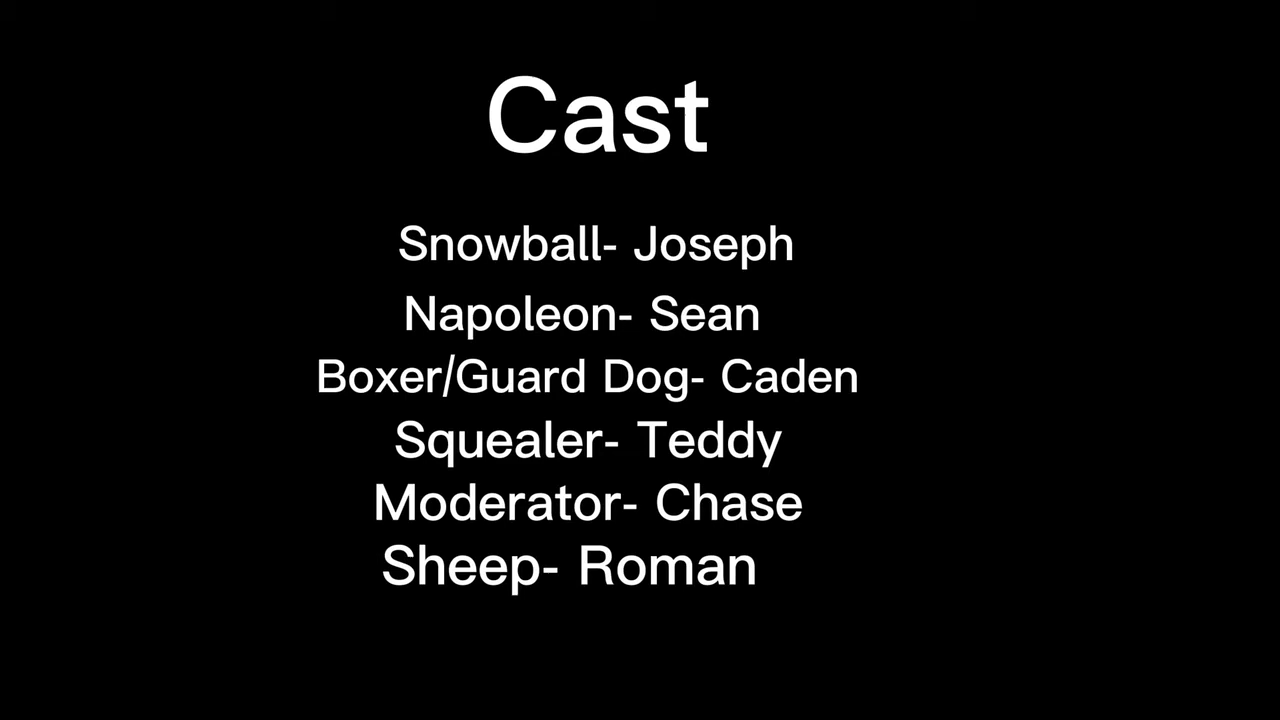 Cast
Snowball- Joseph
Napoleon- Sean
Boxer/Guard Dog- Caden
Squealer- Teddy
Moderator- Chase
Sheep- Roman